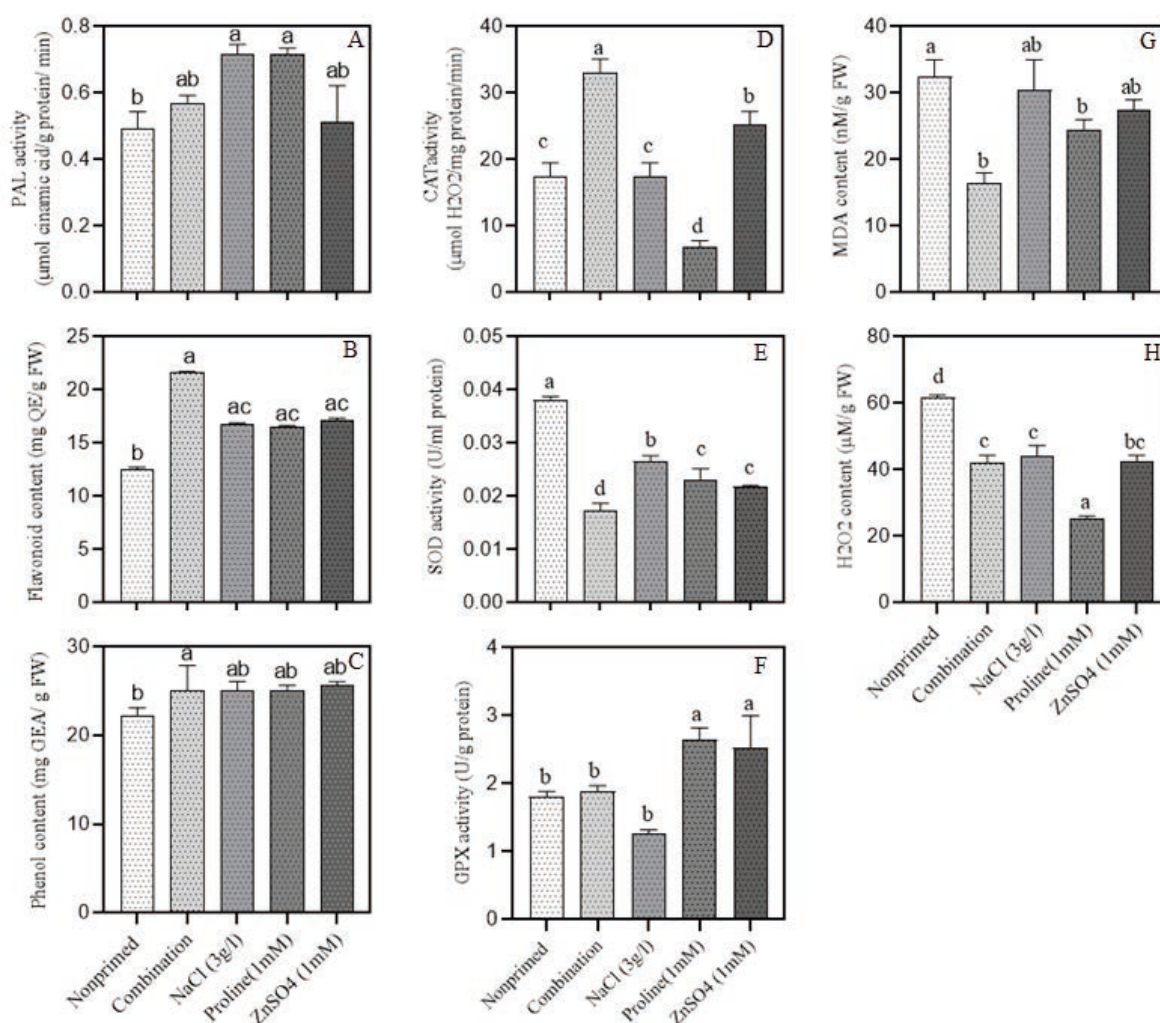 A
PAL activity
(μmol cinamic cid/g protein/ min)
0.8
0.6
0.4
0.2
0.0
b
ab
a
a
ab
B
Flavonoid content (mg QE/g FW)
25
20
15
10
5
0
b
a
ac
ac
ac
C
Phenol content (mg GEA/ g FW)
30
20
10
0
b
a
ab
ab
ab
Nonprimed
Combination
NaCl (3g/l)
Proline(1mM)
ZnSO4 (1mM)
D
CATactivity
(μmol H2O2/mg protein/min)
40
30
20
10
0
c
a
c
d
b
E
SOD activity (U/ml protein)
0.05
0.04
0.03
0.02
0.01
0.00
a
d
b
c
c
F
GPX activity (U/g protein)
4
3
2
1
0
b
b
b
a
a
Nonprimed
Combination
NaCl (3g/l)
Proline(1mM)
ZnSO4 (1mM)
G
MDA content (nM/g FW)
40
30
20
10
0
a
b
ab
b
ab
H
H2O2 content (μM/g FW)
80
60
40
20
0
d
c
c
a
bc
Nonprimed
Combination
NaCl (3g/l)
Proline(1mM)
ZnSO4 (1mM)